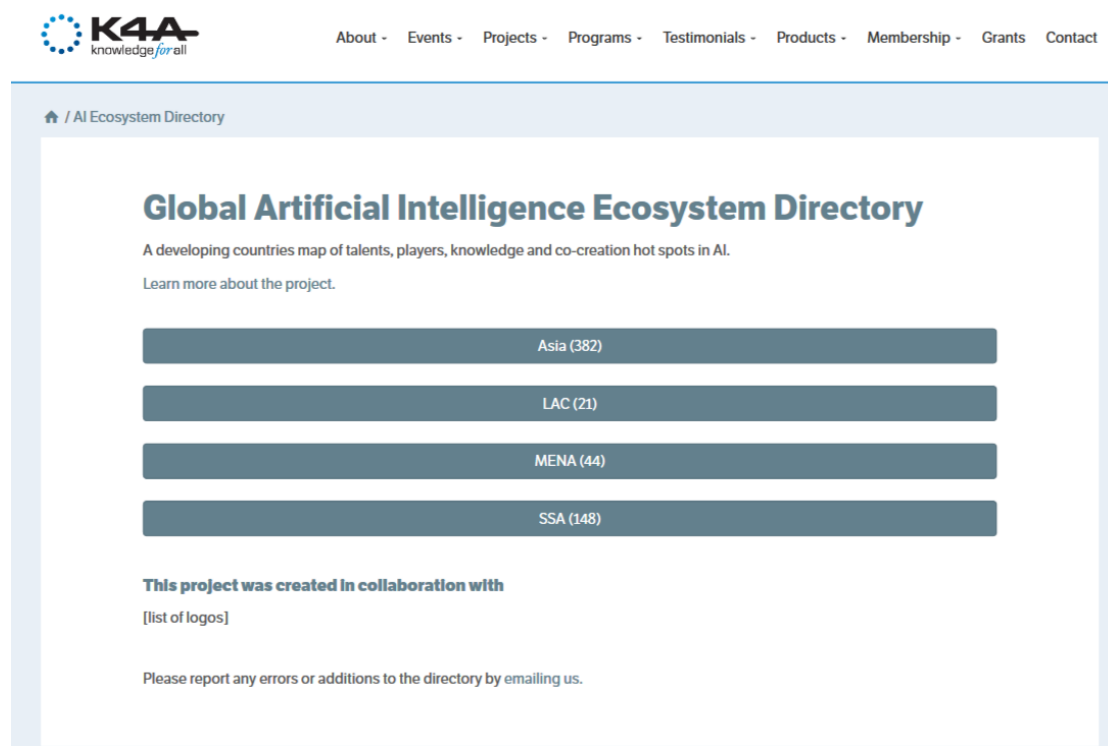 K4A
knowledge for all
About - Events - Projects - Programs - Testimonials - Products - Membership - Grants Contact
/ AI Ecosystem Directory
Global Artificial Intelligence Ecosystem Directory
A developing countries map of talents, players, knowledge and co-creation hot spots in AI.
Learn more about the project.
Asia (382)
LAC (21)
MENA (44)
SSA (148)
This project was created in collaboration with
[list of logos]
Please report any errors or additions to the directory by emailing us.